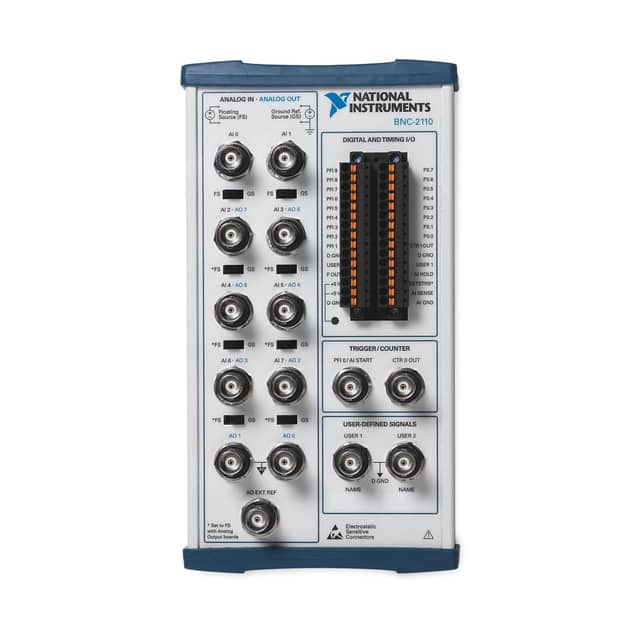 ANALOG IN - ANALOG OUT
Floating
Source (FS)
Ground Ref.
Source (GS)
AI 0
AI 1
FS
GS
FS
GS
AI 2 - AO 7
AI 3 - AO 6
*FS
GS
*FS
GS
AI 4 - AO 5
AI 5 - AO 4
*FS
GS
*FS
GS
AI 6 - AO 3
AI 7 - AO 2
*FS
GS
*FS
GS
AO 1
AO 0
AO EXT REF
* Set to FS
with Analog
Output boards
NATIONAL
INSTRUMENTS
BNC-2110
DIGITAL AND TIMING I/O
PFI 9
PFI 8
PFI 7
PFI 6
PFI 5
PFI 4
PFI 3
PFI 2
PFI 1
D GND
USER
F OUT
+5 V
+5 V
D GND
P0.7
P0.6
P0.5
P0.4
P0.3
P0.2
P0.1
P0.0
CTR 1 OUT
D GND
USER 1
AI HOLD
AI SENSE
AI GND
TRIGGER/COUNTER
PFI 0 / AI START
CTR 0 OUT
USER-DEFINED SIGNALS
USER 1
USER 2
D GND
NAME
NAME
Electrostatic
Sensitive
Connectors